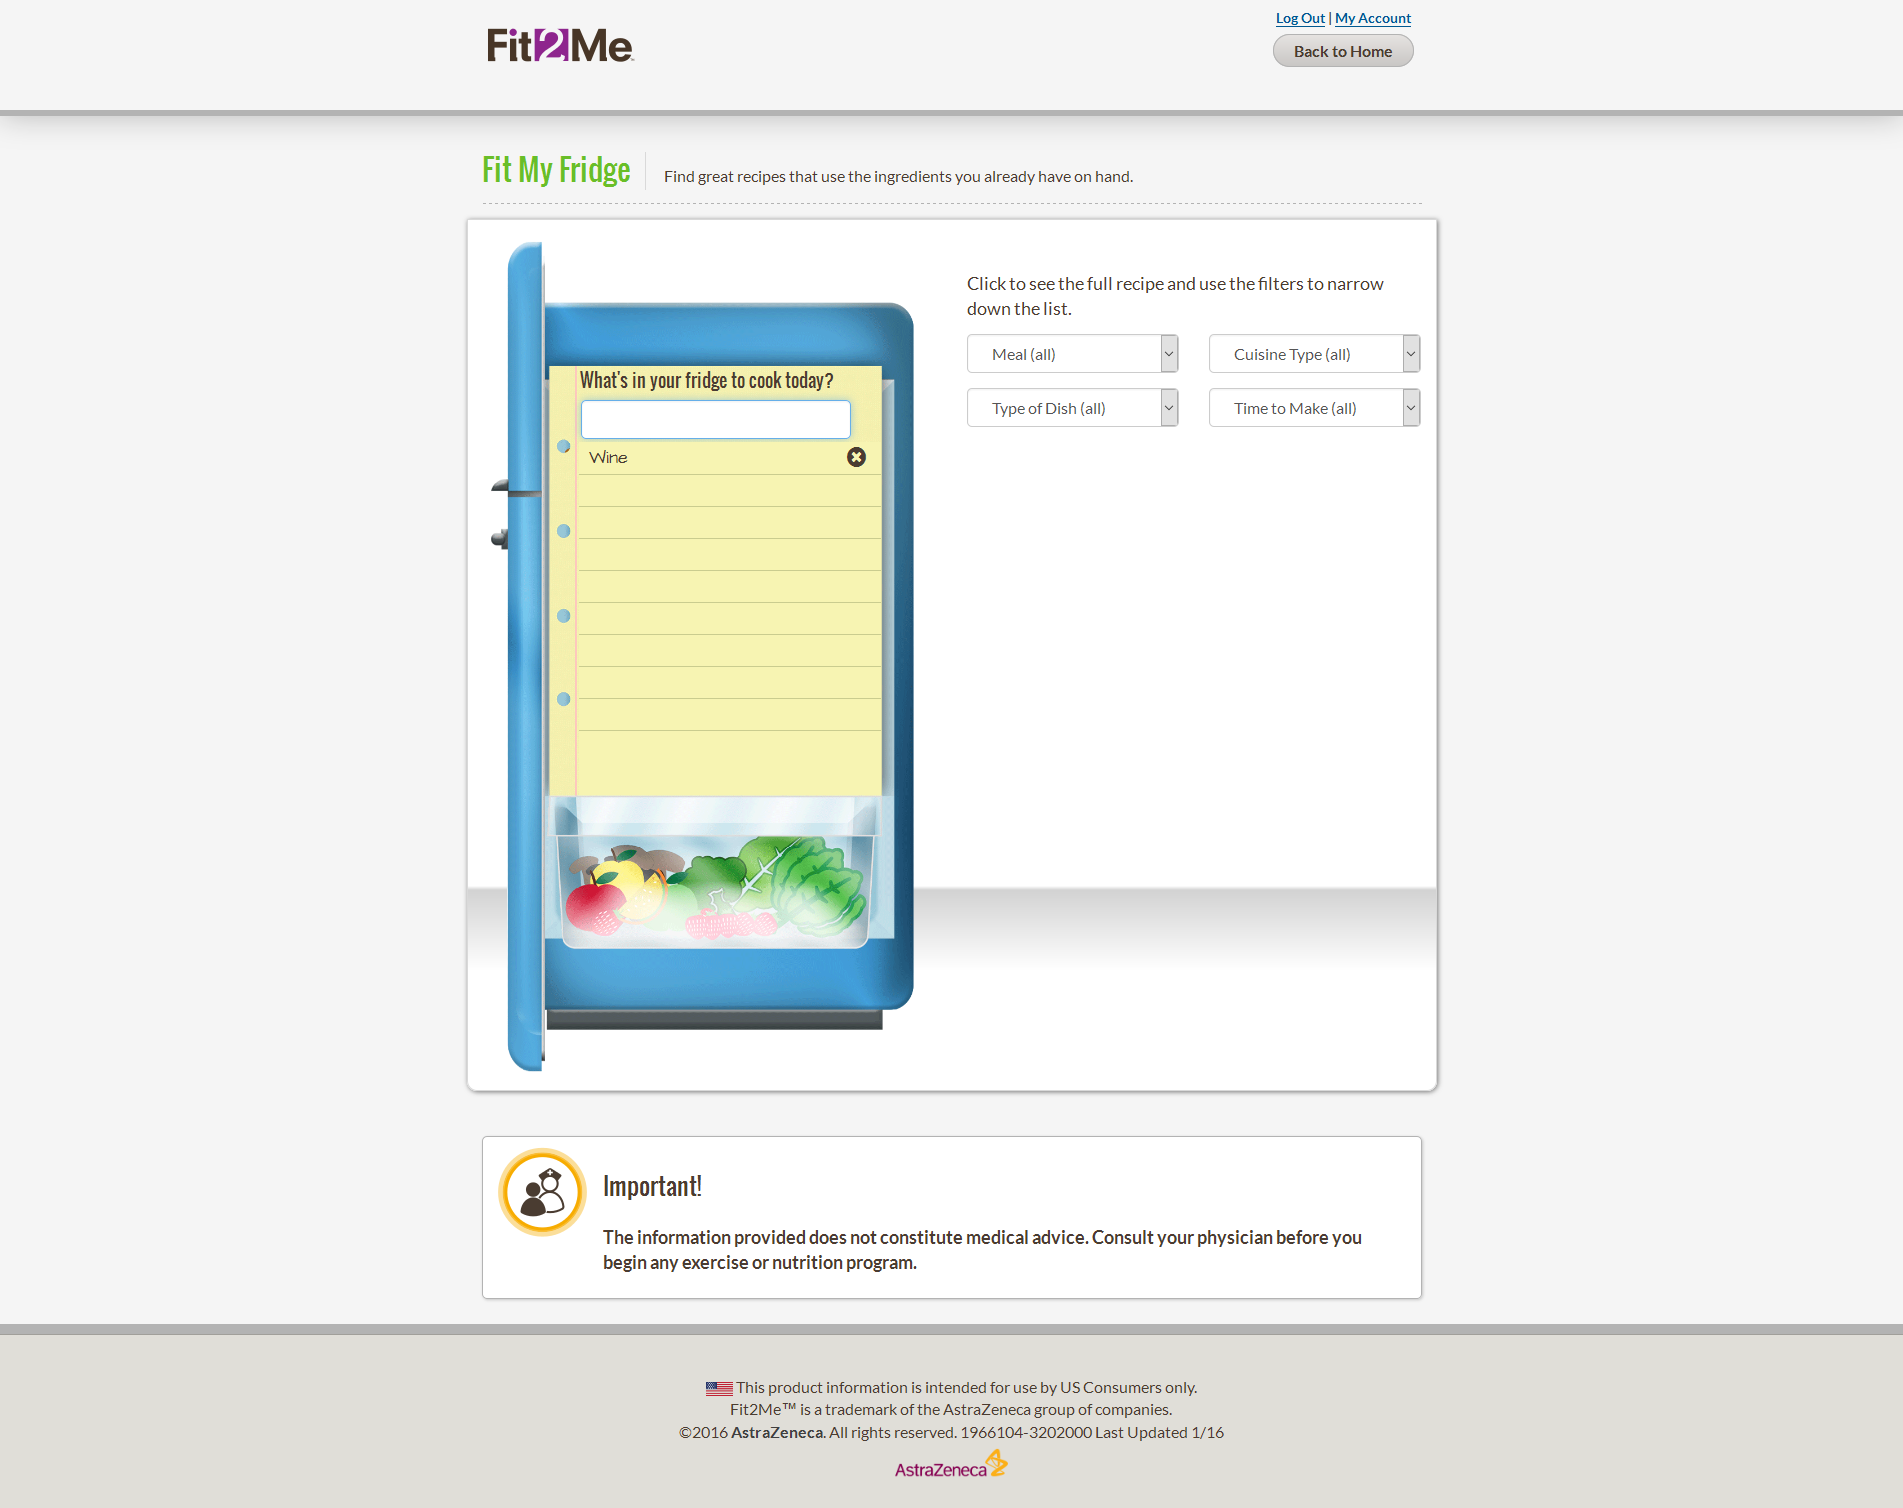 Log Out | My Account
Fit2Me™
Back to Home
Fit My Fridge
Find great recipes that use the ingredients you already have on hand.
Click to see the full recipe and use the filters to narrow
down the list.
Meal (all)
Cuisine Type (all)
Type of Dish (all)
Time to Make (all)
What's in your fridge to cook today?
Wine
Important!
The information provided does not constitute medical advice. Consult your physician before you
begin any exercise or nutrition program.
This product information is intended for use by US Consumers only.
Fit2Me™ is a trademark of the AstraZeneca group of companies.
©2016 AstraZeneca. All rights reserved. 1966104-3202000 Last Updated 1/16
AstraZeneca